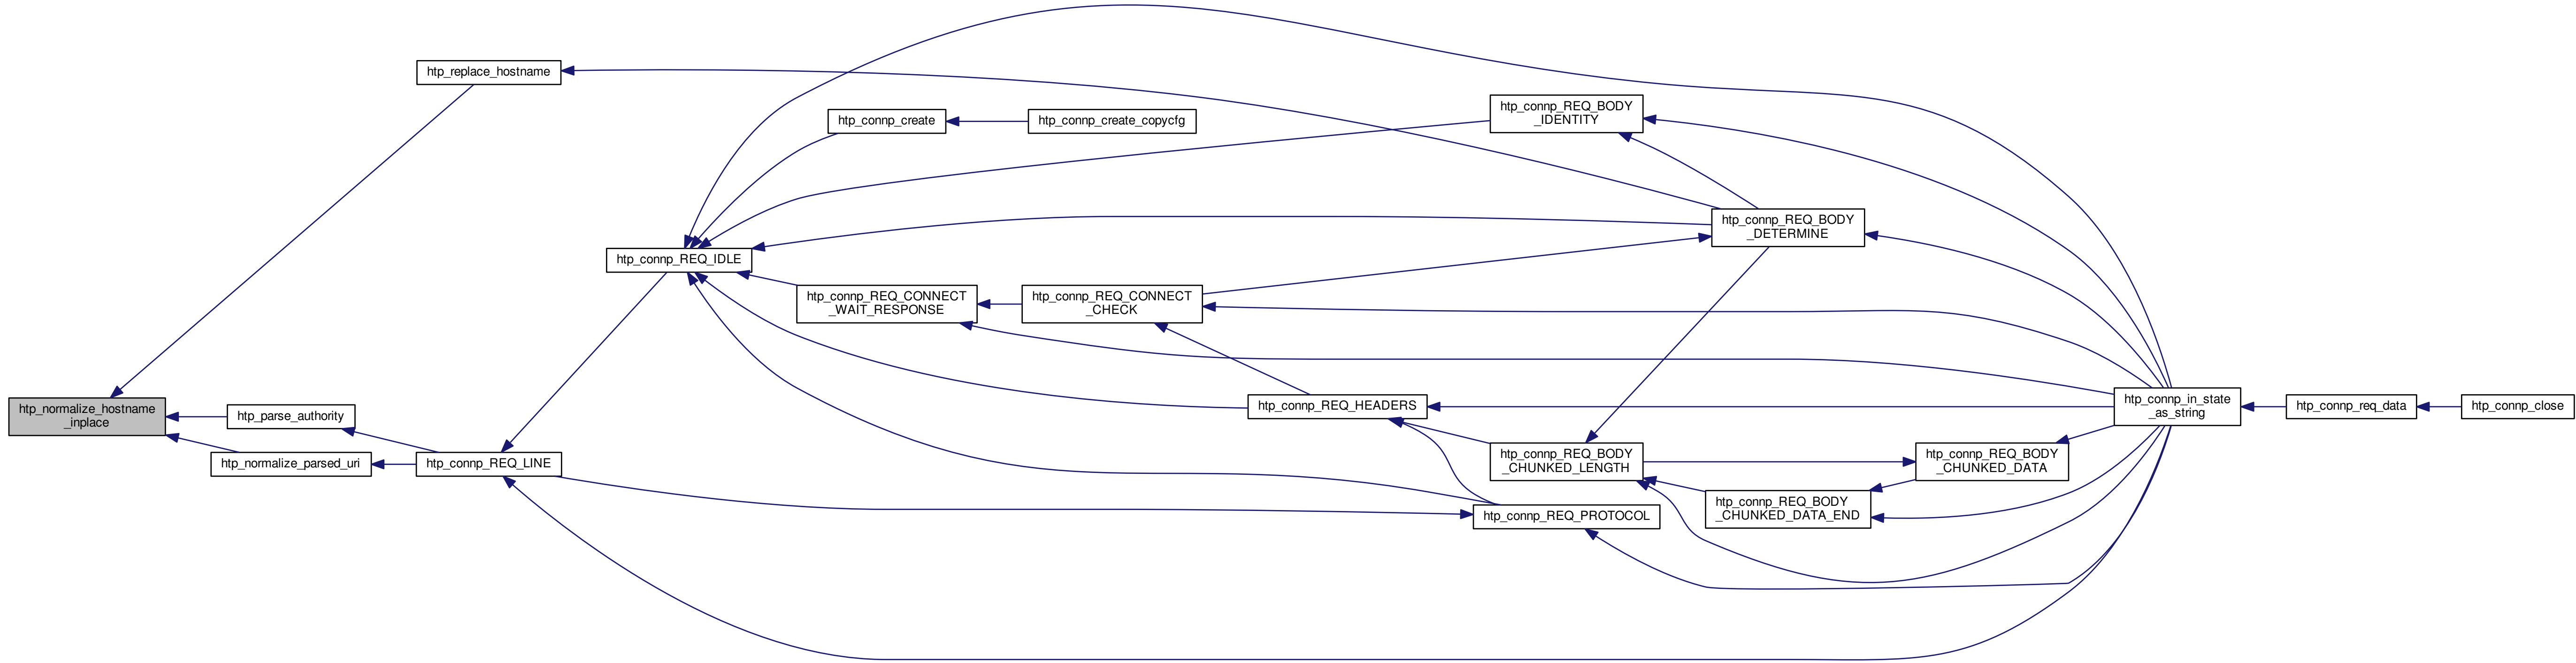 htp_replace_hostname
htp_connp_create
htp_connp_create_copycfg
htp_connp_REQ_BODY
_IDENTITY
htp_connp_REQ_BODY
_DETERMINE
htp_connp_REQ_IDLE
htp_connp_REQ_CONNECT
_WAIT_RESPONSE
htp_connp_REQ_CONNECT
_CHECK
htp_normalize_hostname
_inplace
htp_parse_authority
htp_connp_REQ_HEADERS
htp_connp_in_state
_as_string
htp_connp_req_data
htp_connp_close
htp_normalize_parsed_uri
htp_connp_REQ_LINE
htp_connp_REQ_BODY
_CHUNKED_LENGTH
htp_connp_REQ_BODY
_CHUNKED_DATA
htp_connp_REQ_BODY
_CHUNKED_DATA_END
htp_connp_REQ_PROTOCOL